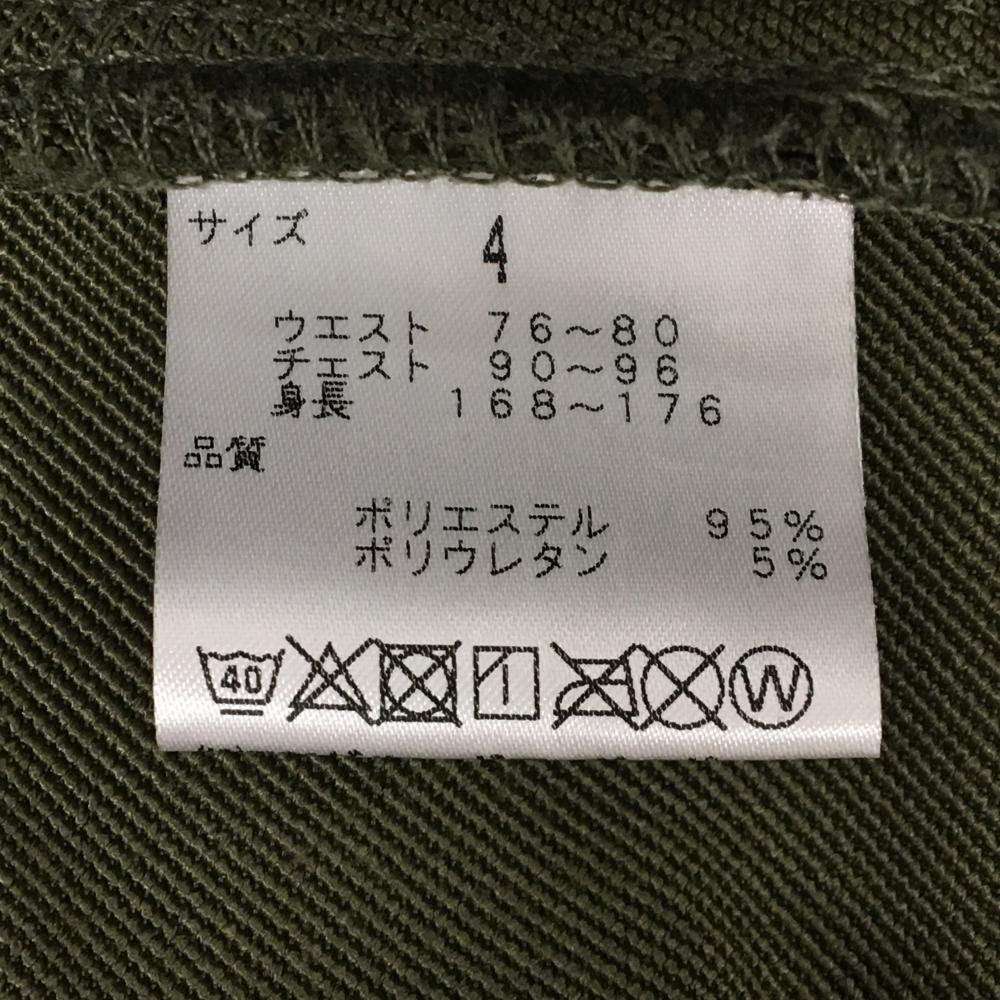 サイズ 4
ウエスト 76～80
チェスト 90～96
身長 168～176
品質
ポリエステル 95%
ポリウレタン 5%
40 W